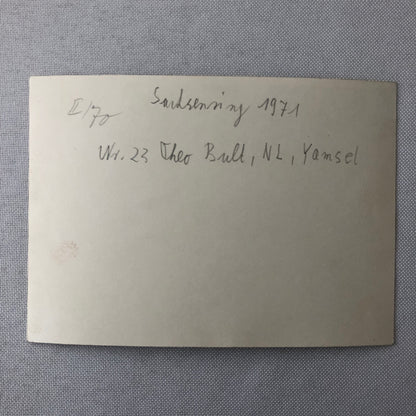 Sachsenring 1971
II/70
Nr. 23 Theo Bult, NL, Yamsel